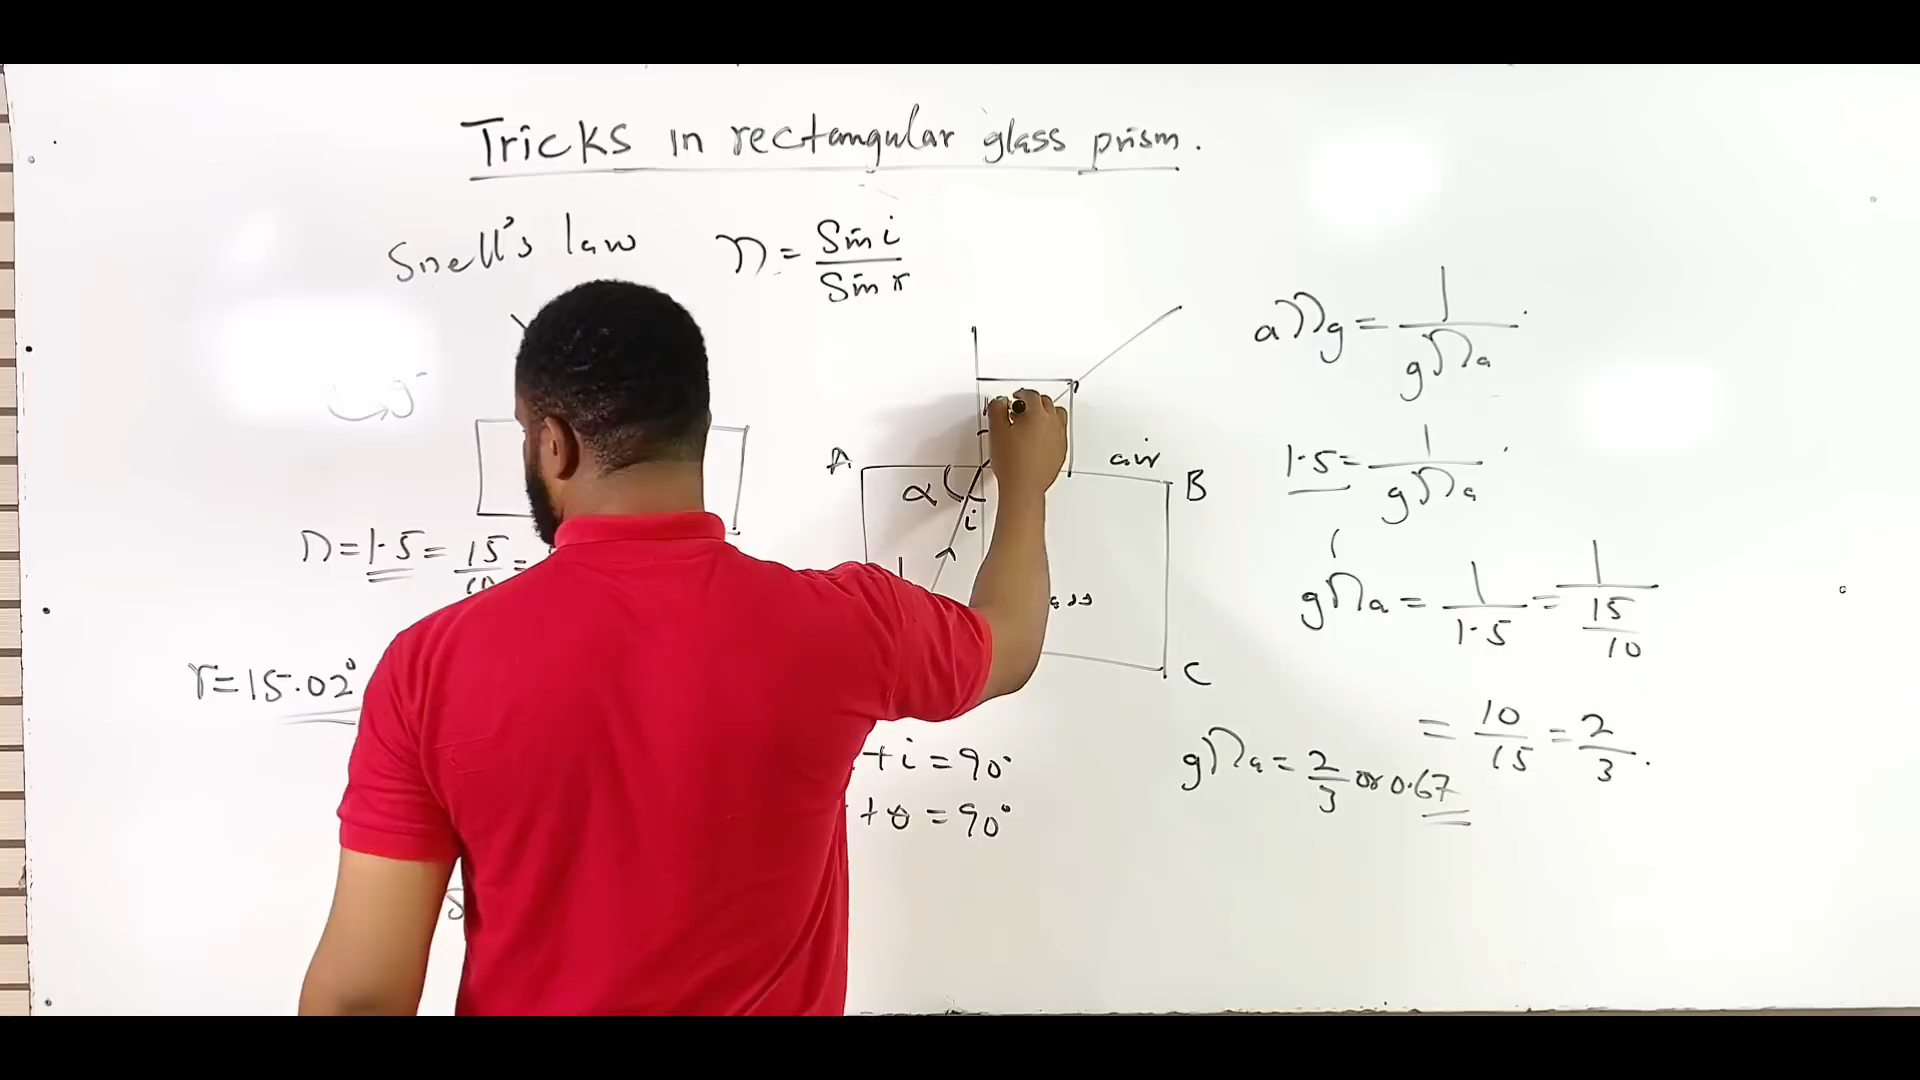 Tricks in rectangular glass prism.
Snell's law n = Sin i / Sin r
A air B
α i
C
n = 1.5 = 15/10 =
r = 15.02°
+ i = 90°
+ θ = 90°
ang = 1/gna
1.5 = 1/gna
gna = 1/1.5 = 1/(15/10)
= 10/15 = 2/3.
gna = 2/3 or 0.67